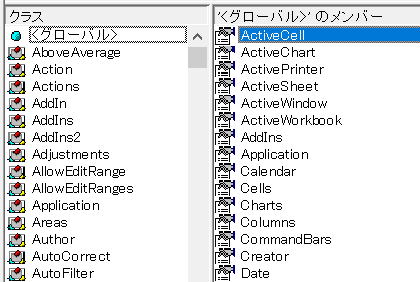 クラス
<グローバル>
AboveAverage
Action
Actions
AddIn
AddIns
AddIns2
Adjustments
AllowEditRange
AllowEditRanges
Application
Areas
Author
AutoCorrect
AutoFilter
'<グローバル>' のメンバー
ActiveCell
ActiveChart
ActivePrinter
ActiveSheet
ActiveWindow
ActiveWorkbook
AddIns
Application
Calendar
Cells
Charts
Columns
CommandBars
Creator
Date